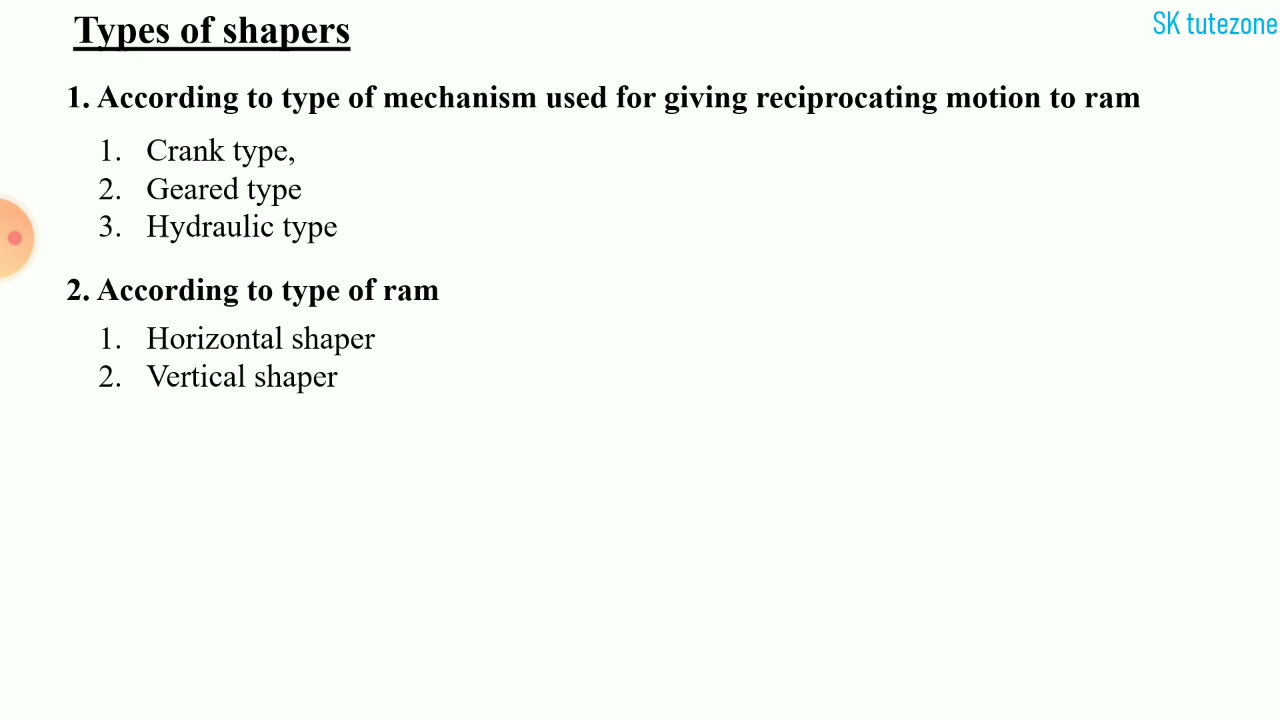 Types of shapers
SK tutezone
1. According to type of mechanism used for giving reciprocating motion to ram
1. Crank type,
2. Geared type
3. Hydraulic type
2. According to type of ram
1. Horizontal shaper
2. Vertical shaper